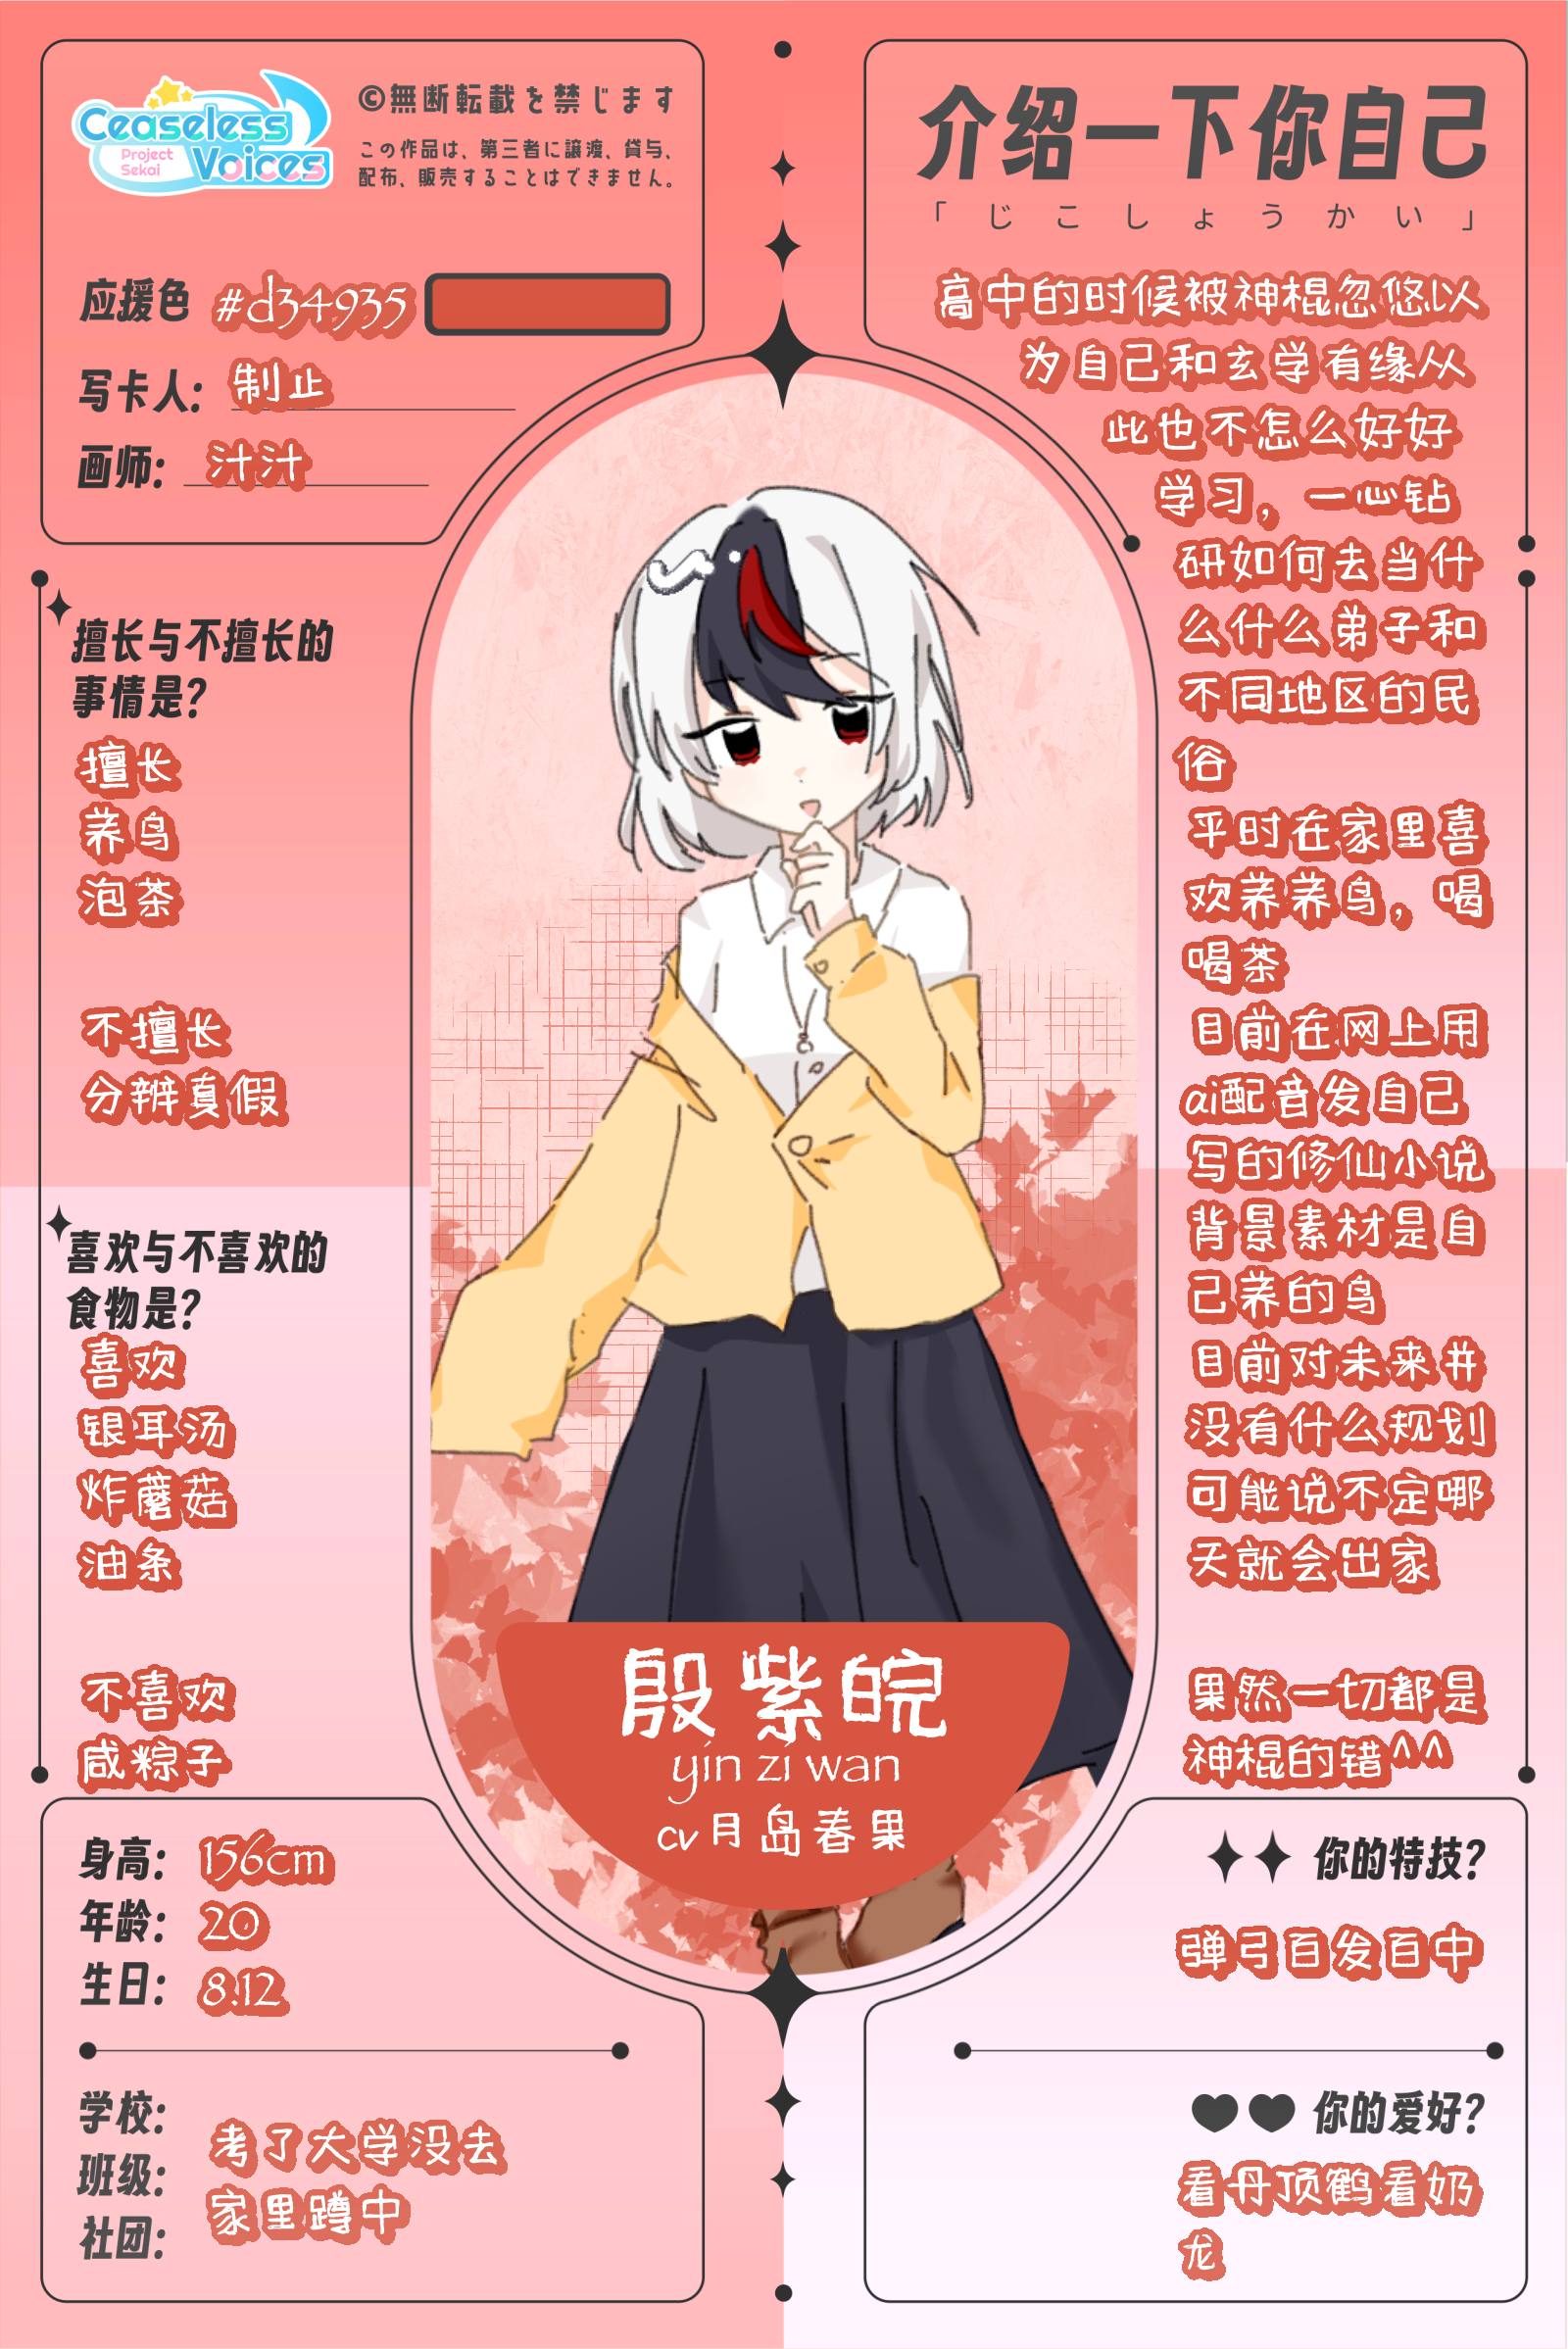 Ceaseless
Project
Sekai
Voices
©無断転載を禁じます
この作品は、第三者に譲渡、貸与、
配布、販売することはできません。
应援色 #d34935
写卡人: 制止
画师: 汁汁
擅长与不擅长的
事情是?
擅长
养鸟
泡茶
不擅长
分辨真假
喜欢与不喜欢的
食物是?
喜欢
银耳汤
炸蘑菇
油条
不喜欢
咸粽子
身高: 156cm
年龄: 20
生日: 8.12
学校:
班级:
社团:
考了大学没去
家里蹲中
殷紫皖
yin zi wan
cv月岛春果
介绍一下你自己
「じこしょうかい」
高中的时候被神棍忽悠以
为自己和玄学有缘从
此也不怎么好好
学习，一心钻
研如何去当什
么什么弟子和
不同地区的民
俗
平时在家里喜
欢养养鸟，喝
喝茶
目前在网上用
ai配音发自己
写的修仙小说
背景素材是自
己养的鸟
目前对未来并
没有什么规划
可能说不定哪
天就会出家
果然一切都是
神棍的错^^
你的特技?
弹弓百发百中
你的爱好?
看丹顶鹤看奶
龙